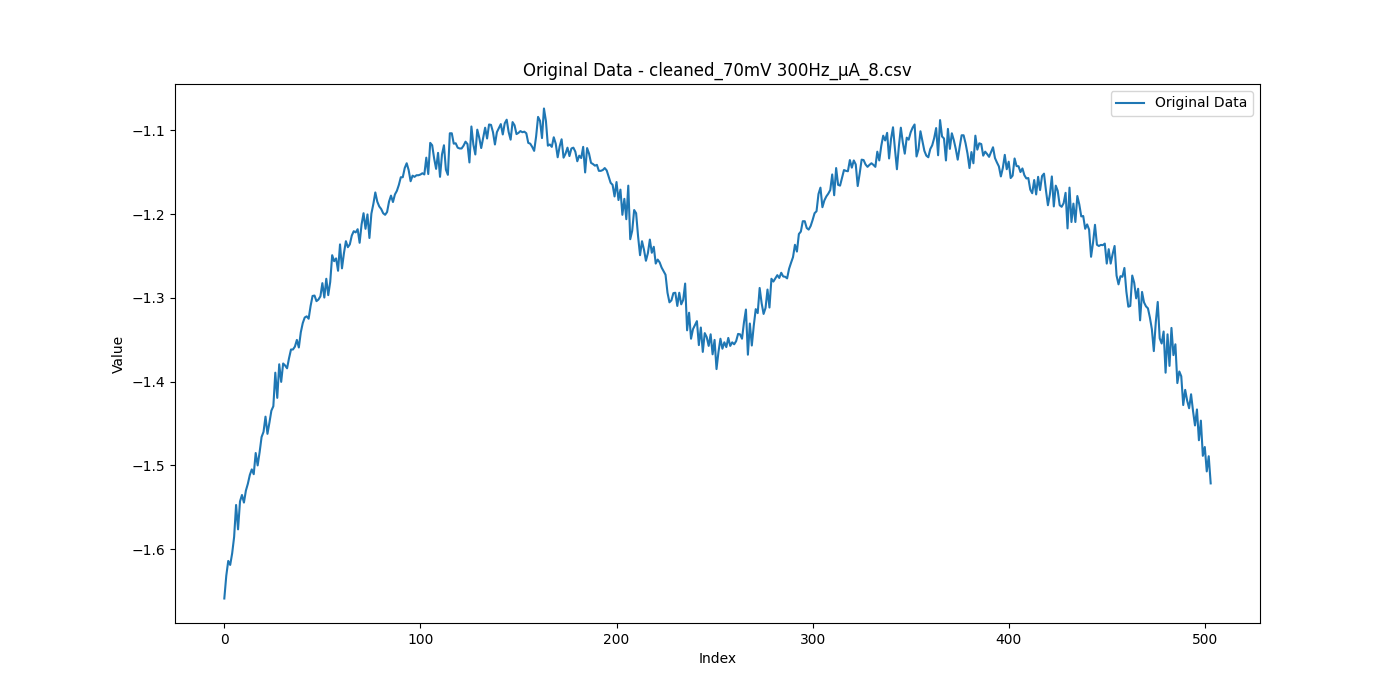 Original Data - cleaned_70mV 300Hz_μA_8.csv
Original Data
−1.1
−1.2
−1.3
−1.4
−1.5
−1.6
Value
0 100 200 300 400 500
Index